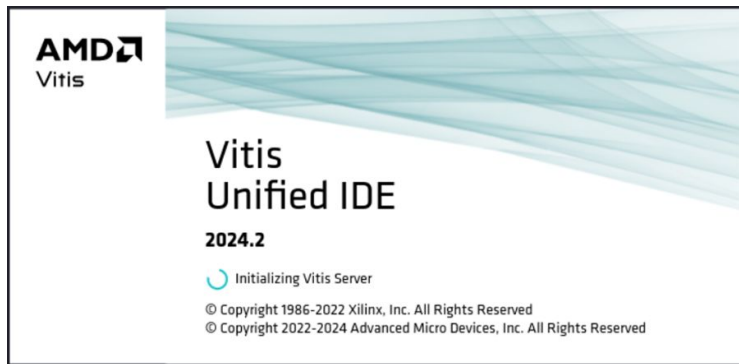 AMD
Vitis
Vitis
Unified IDE
2024.2
Initializing Vitis Server
© Copyright 1986-2022 Xilinx, Inc. All Rights Reserved
© Copyright 2022-2024 Advanced Micro Devices, Inc. All Rights Reserved